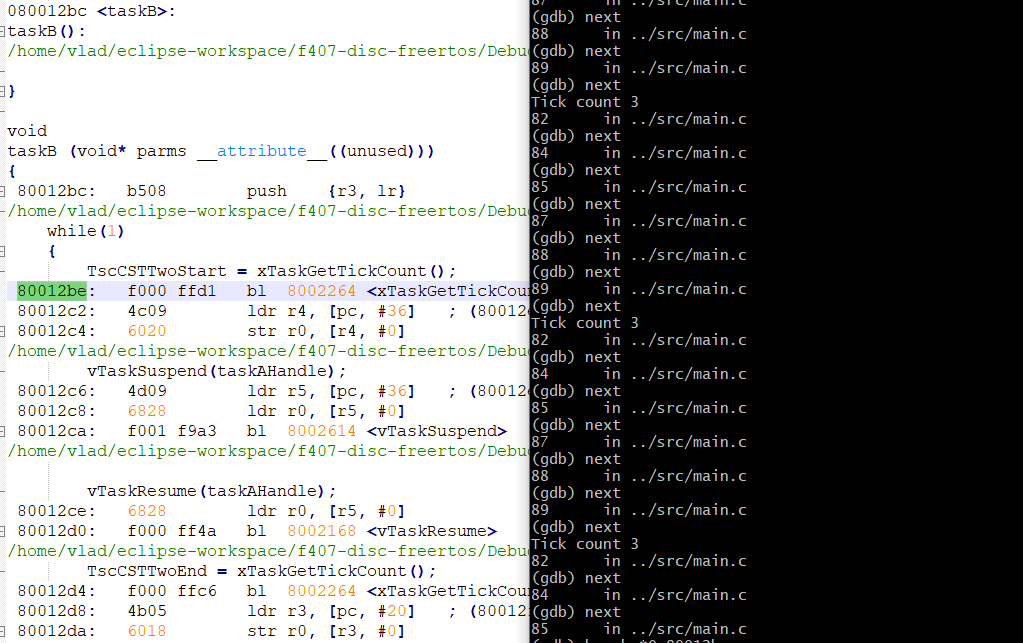 080012bc <taskB>:
taskB():
/home/vlad/eclipse-workspace/f407-disc-freertos/Debu
}
void
taskB (void* parms __attribute__((unused)))
{
80012bc: b508 push {r3, lr}
/home/vlad/eclipse-workspace/f407-disc-freertos/Debu
while(1)
{
TscCSTTwoStart = xTaskGetTickCount();
80012be: f000 ffd1 bl 8002264 <xTaskGetTickCoun
80012c2: 4c09 ldr r4, [pc, #36] ; (80012e
80012c4: 6020 str r0, [r4, #0]
/home/vlad/eclipse-workspace/f407-disc-freertos/Debu
vTaskSuspend(taskAHandle);
80012c6: 4d09 ldr r5, [pc, #36] ; (80012e
80012c8: 6828 ldr r0, [r5, #0]
80012ca: f001 f9a3 bl 8002614 <vTaskSuspend>
/home/vlad/eclipse-workspace/f407-disc-freertos/Debu
vTaskResume(taskAHandle);
80012ce: 6828 ldr r0, [r5, #0]
80012d0: f000 ff4a bl 8002168 <vTaskResume>
/home/vlad/eclipse-workspace/f407-disc-freertos/Debu
TscCSTTwoEnd = xTaskGetTickCount();
80012d4: f000 ffc6 bl 8002264 <xTaskGetTickCoun
80012d8: 4b05 ldr r3, [pc, #20] ; (80012
80012da: 6018 str r0, [r3, #0]
87 in ../src/main.c
(gdb) next
88 in ../src/main.c
(gdb) next
89 in ../src/main.c
(gdb) next
Tick count 3
82 in ../src/main.c
(gdb) next
84 in ../src/main.c
(gdb) next
85 in ../src/main.c
(gdb) next
87 in ../src/main.c
(gdb) next
88 in ../src/main.c
(gdb) next
89 in ../src/main.c
(gdb) next
Tick count 3
82 in ../src/main.c
(gdb) next
84 in ../src/main.c
(gdb) next
85 in ../src/main.c
(gdb) next
87 in ../src/main.c
(gdb) next
88 in ../src/main.c
(gdb) next
89 in ../src/main.c
(gdb) next
Tick count 3
82 in ../src/main.c
(gdb) next
84 in ../src/main.c
(gdb) next
85 in ../src/main.c